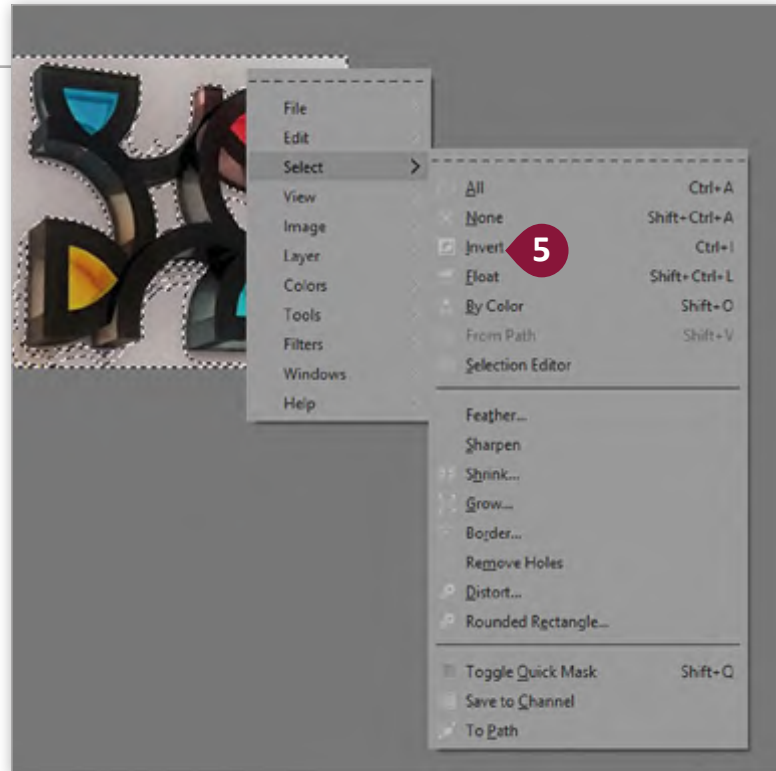 File
Edit
Select >
View
Image
Layer
Colors
Tools
Filters
Windows
Help
All Ctrl+A
None Shift+Ctrl+A
Invert 5 Ctrl+I
Float Shift+Ctrl+L
By Color Shift+O
From Path Shift+V
Selection Editor
Feather...
Sharpen
Shrink...
Grow...
Border...
Remove Holes
Distort...
Rounded Rectangle...
Toggle Quick Mask Shift+Q
Save to Channel
To Path